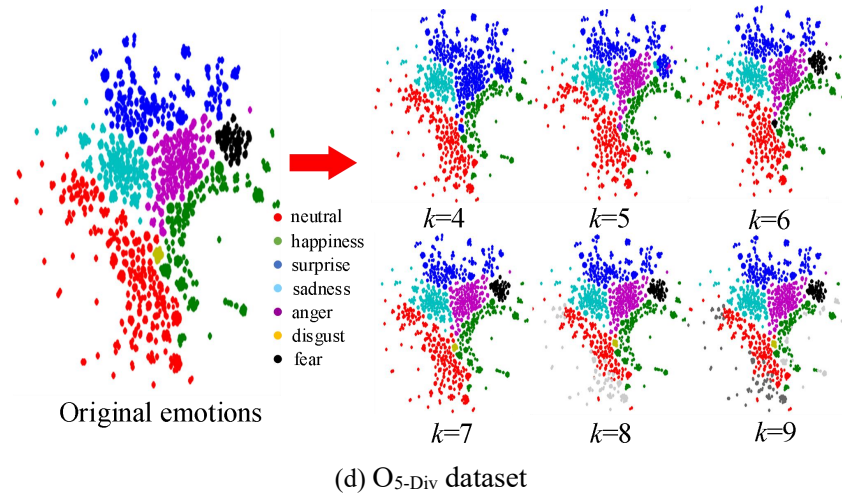 k=4
k=5
k=6
neutral
happiness
surprise
sadness
anger
disgust
fear
Original emotions
k=7
k=8
k=9
(d) O5-Div dataset